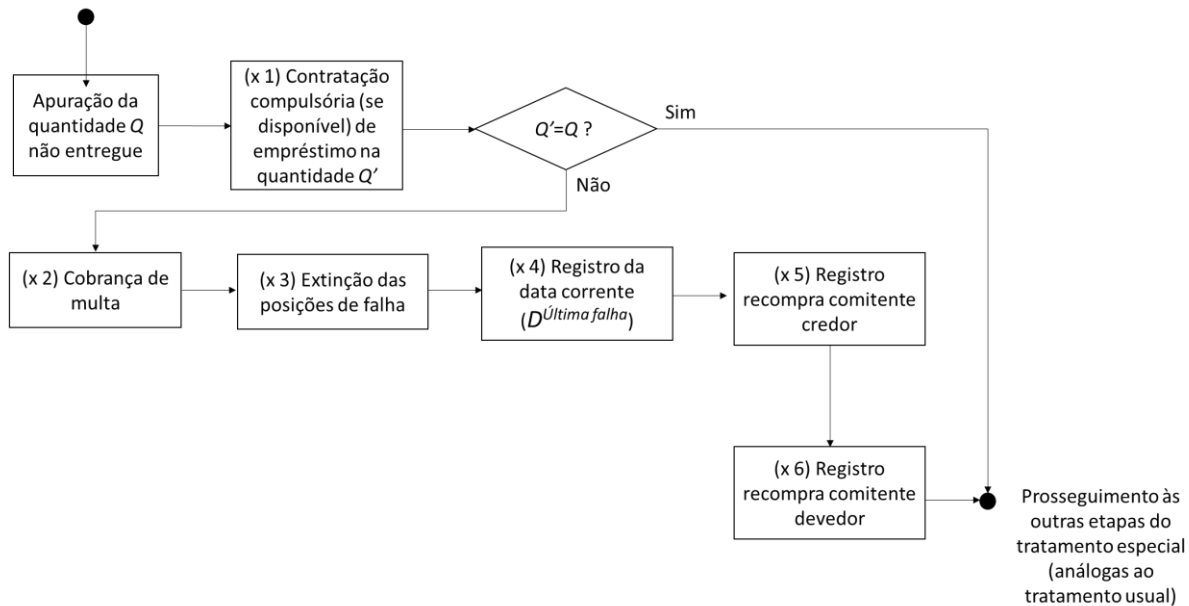 Apuração da
quantidade Q
não entregue
(x 1) Contratação
compulsória (se
disponível) de
empréstimo na
quantidade Q’
Q’=Q ?
Sim
Não
(x 2) Cobrança de
multa
(x 3) Extinção das
posições de falha
(x 4) Registro da
data corrente
(D^Última falha)
(x 5) Registro
recompra comitente
credor
(x 6) Registro
recompra comitente
devedor
Prosseguimento às
outras etapas do
tratamento especial
(análogas ao
tratamento usual)